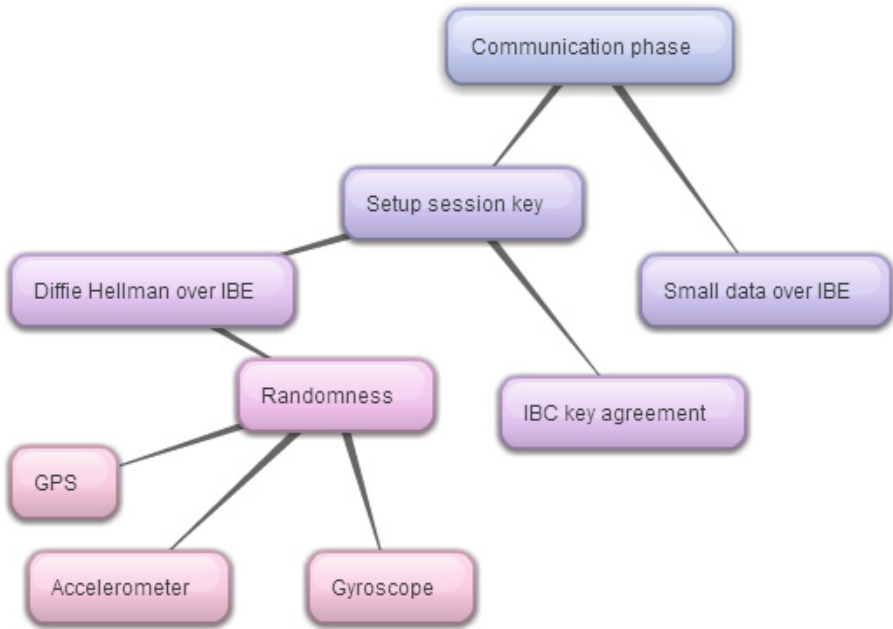 Communication phase
Setup session key
Diffie Hellman over IBE
Small data over IBE
Randomness
IBC key agreement
GPS
Accelerometer
Gyroscope